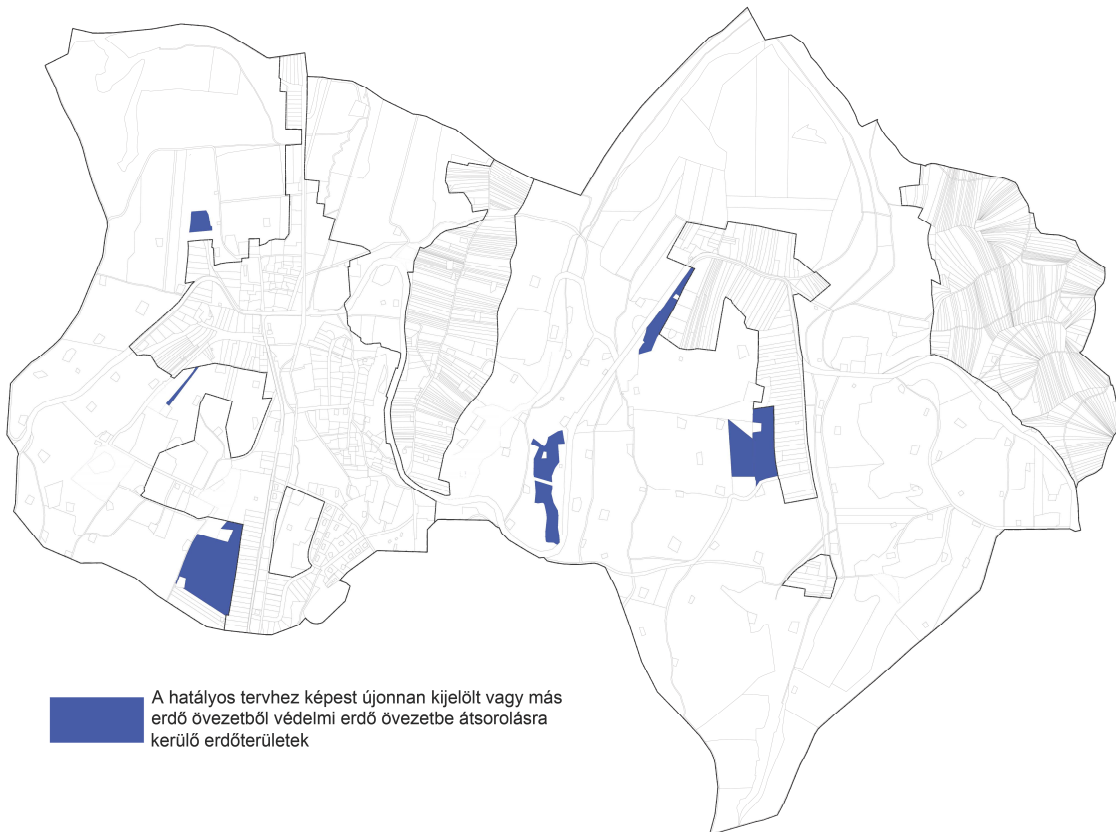 A hatályos tervhez képest újonnan kijelölt vagy más
erdő övezetből védelmi erdő övezetbe átsorolásra
kerülő erdőterületek